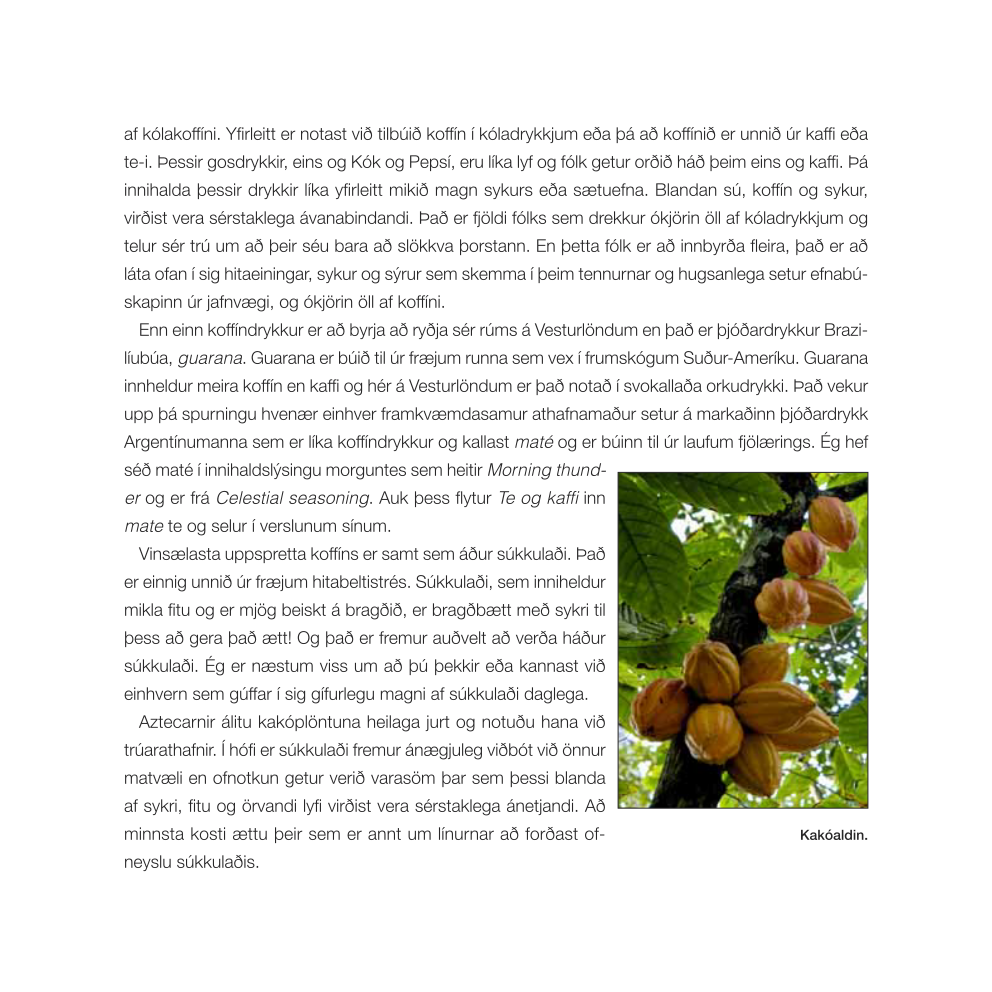 af kólakoffíni. Yfirleitt er notast við tilbúið koffín í kóladrykkjum eða þá að koffínið er unnið úr kaffi eða
te-i. Þessir gosdrykkir, eins og Kók og Pepsí, eru líka lyf og fólk getur orðið háð þeim eins og kaffi. Þá
innihalda þessir drykkir líka yfirleitt mikið magn sykurs eða sætuefna. Blandan sú, koffín og sykur,
virðist vera sérstaklega ávanabindandi. Það er fjöldi fólks sem drekkur ókjörin öll af kóladrykkjum og
telur sér trú um að þeir séu bara að slökkva þorstann. En þetta fólk er að innbyrða fleira, það er að
láta ofan í sig hitaeiningar, sykur og sýrur sem skemma í þeim tennurnar og hugsanlega setur efnabú-
skapinn úr jafnvægi, og ókjörin öll af koffíni.
Enn einn koffíndrykkur er að byrja að ryðja sér rúms á Vesturlöndum en það er þjóðardrykkur Brazi-
líubúa, guarana. Guarana er búið til úr fræjum runna sem vex í frumskógum Suður-Ameríku. Guarana
innheldur meira koffín en kaffi og hér á Vesturlöndum er það notað í svokallaða orkudrykki. Það vekur
upp þá spurningu hvenær einhver framkvæmdasamur athafnamaður setur á markaðinn þjóðardrykk
Argentínumanna sem er líka koffíndrykkur og kallast maté og er búinn til úr laufum fjölærings. Ég hef
séð maté í innihaldslýsingu morguntes sem heitir Morning thund-
er og er frá Celestial seasoning. Auk þess flytur Te og kaffi inn
mate te og selur í verslunum sínum.
Vinsælasta uppspretta koffíns er samt sem áður súkkulaði. Það
er einnig unnið úr fræjum hitabeltistrés. Súkkulaði, sem inniheldur
mikla fitu og er mjög beiskt á bragðið, er bragðbætt með sykri til
þess að gera það ætt! Og það er fremur auðvelt að verða háður
súkkulaði. Ég er næstum viss um að þú þekkir eða kannast við
einhvern sem gúffar í sig gífurlegu magni af súkkulaði daglega.
Aztecarnir álitu kakóplöntuna heilaga jurt og notuðu hana við
trúarathafnir. Í hófi er súkkulaði fremur ánægjuleg viðbót við önnur
matvæli en ofnotkun getur verið varasöm þar sem þessi blanda
af sykri, fitu og örvandi lyfi virðist vera sérstaklega ánetjandi. Að
minnsta kosti ættu þeir sem er annt um línurnar að forðast of-
neyslu súkkulaðis.
Kakóaldin.